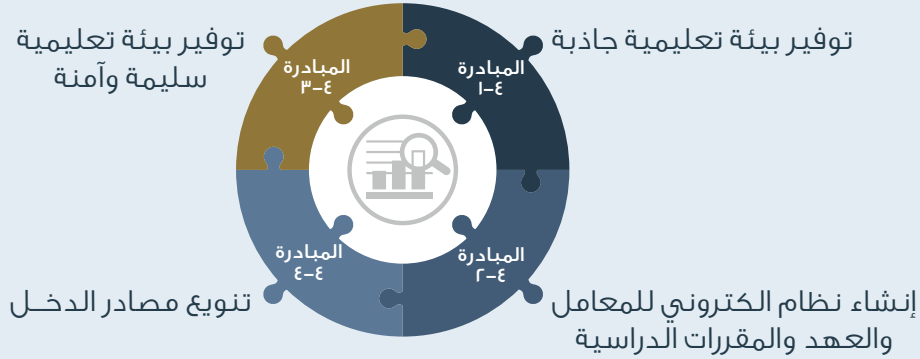 توفير بيئة تعليمية جاذبة
المبادرة
٤-١
إنشاء نظام الكتروني للمعامل
والعهد والمقررات الدراسية
المبادرة
٤-٢
توفير بيئة تعليمية
سليمة وآمنة
المبادرة
٤-٣
تنويع مصادر الدخــل
المبادرة
٤-٤